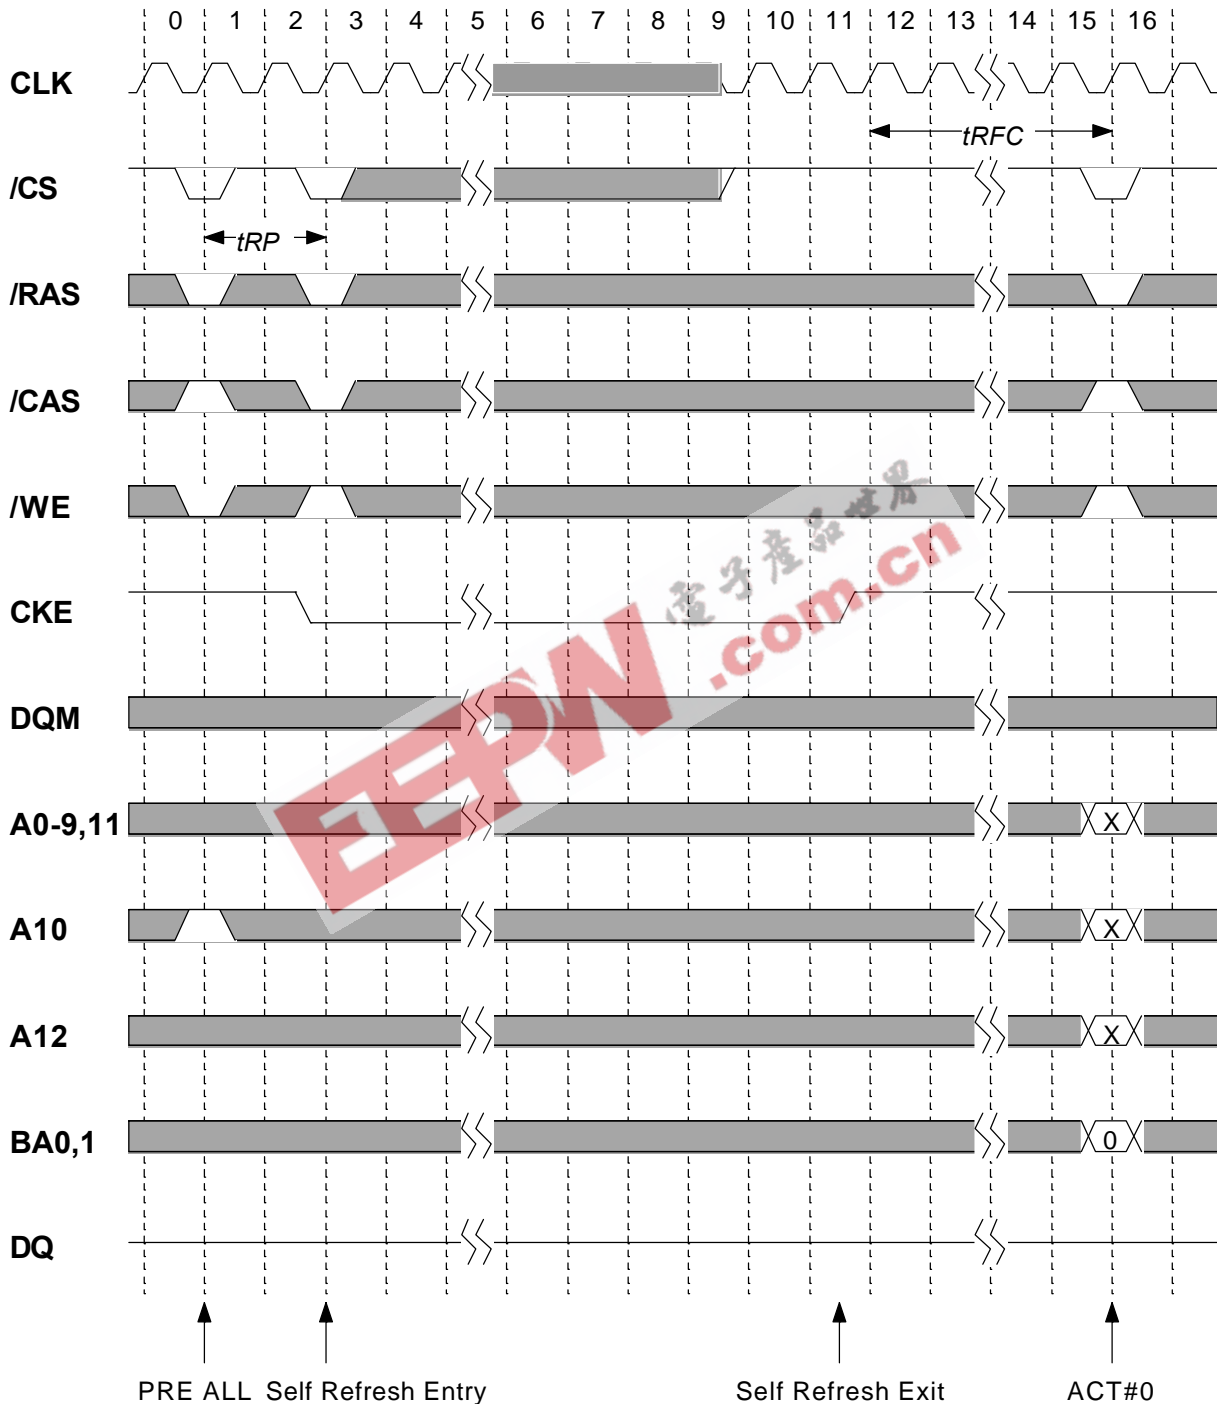 0 1 2 3 4 5 6 7 8 9 10 11 12 13 14 15 16
CLK
tRFC
/CS
tRP
/RAS
/CAS
/WE
電子產品世界
.com.cn
CKE
EEPW
DQM
A0-9,11 X
A10 X
A12 X
BA0,1 0
DQ
PRE ALL Self Refresh Entry Self Refresh Exit ACT#0